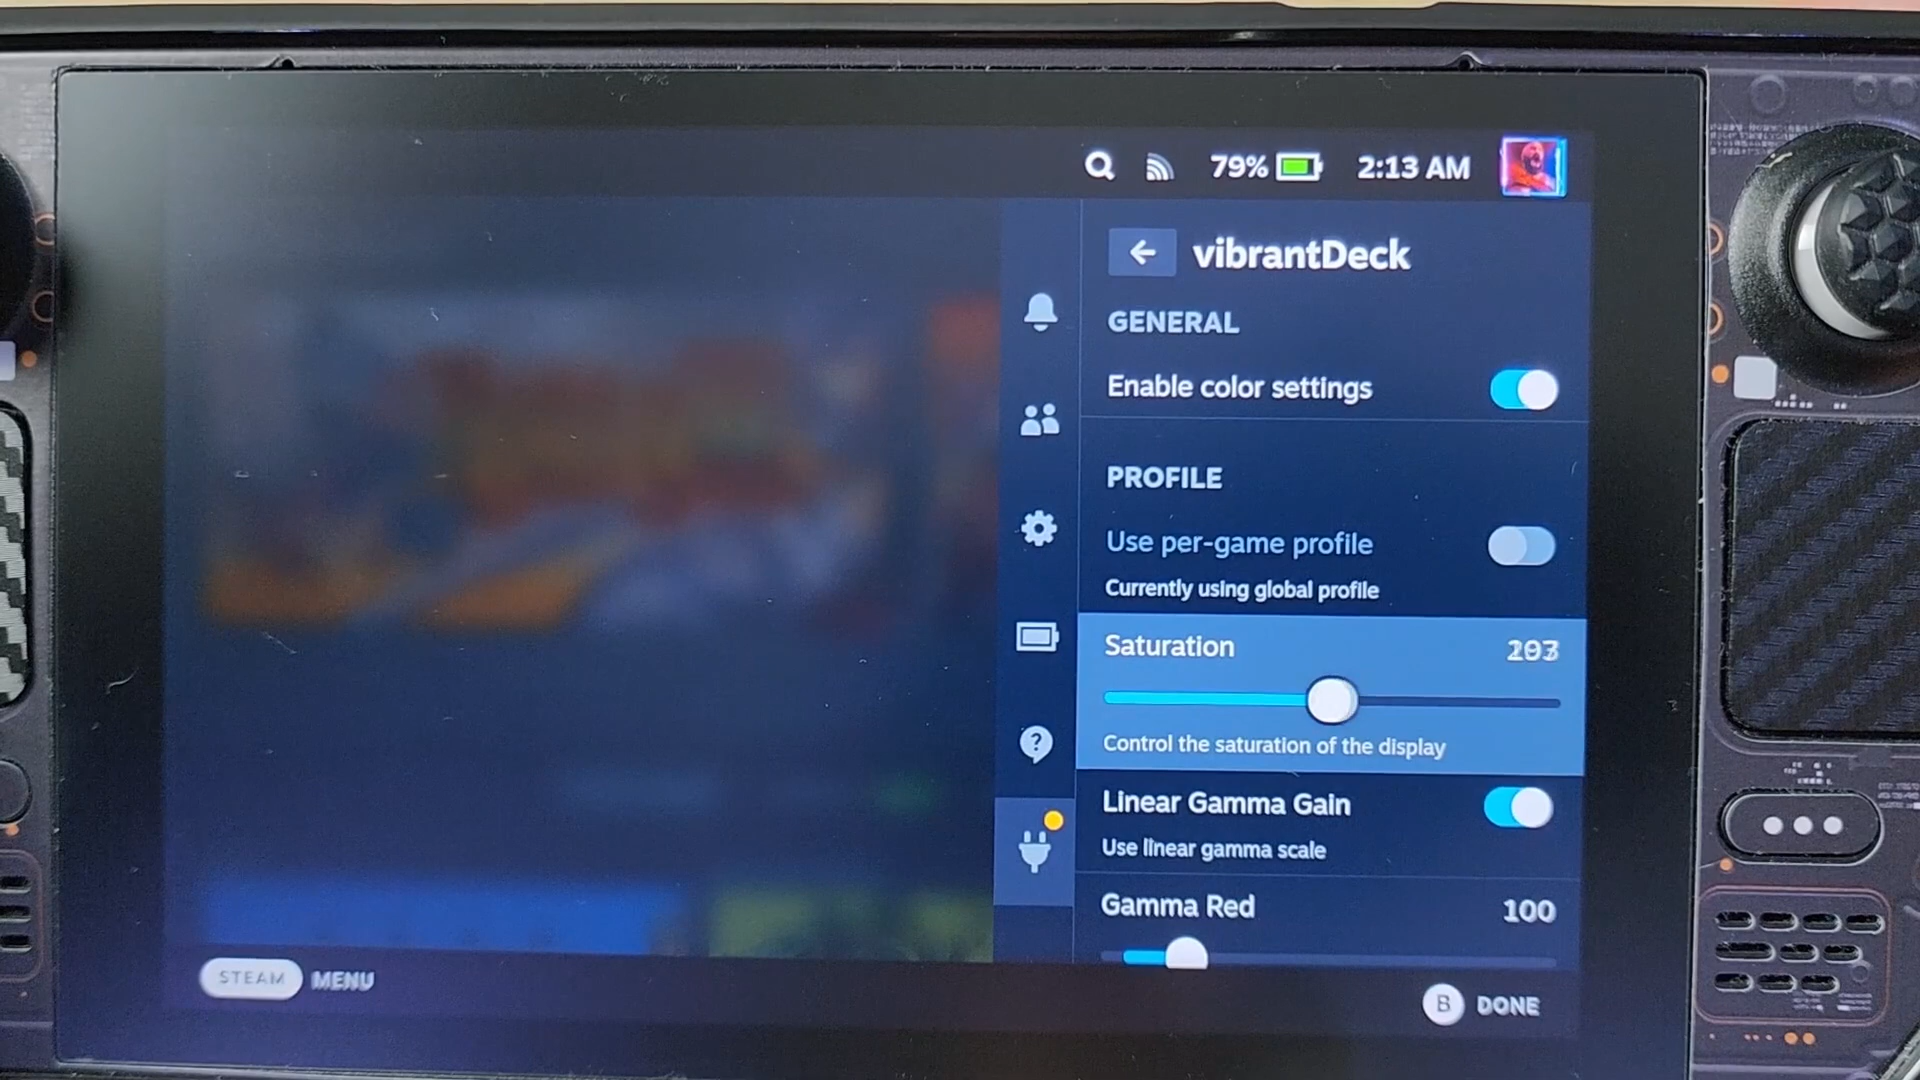 79% 2:13 AM
vibrantDeck
GENERAL
Enable color settings
PROFILE
Use per-game profile
Currently using global profile
Saturation
Control the saturation of the display
Linear Gamma Gain
Use linear gamma scale
Gamma Red 100
STEAM MENU
B DONE